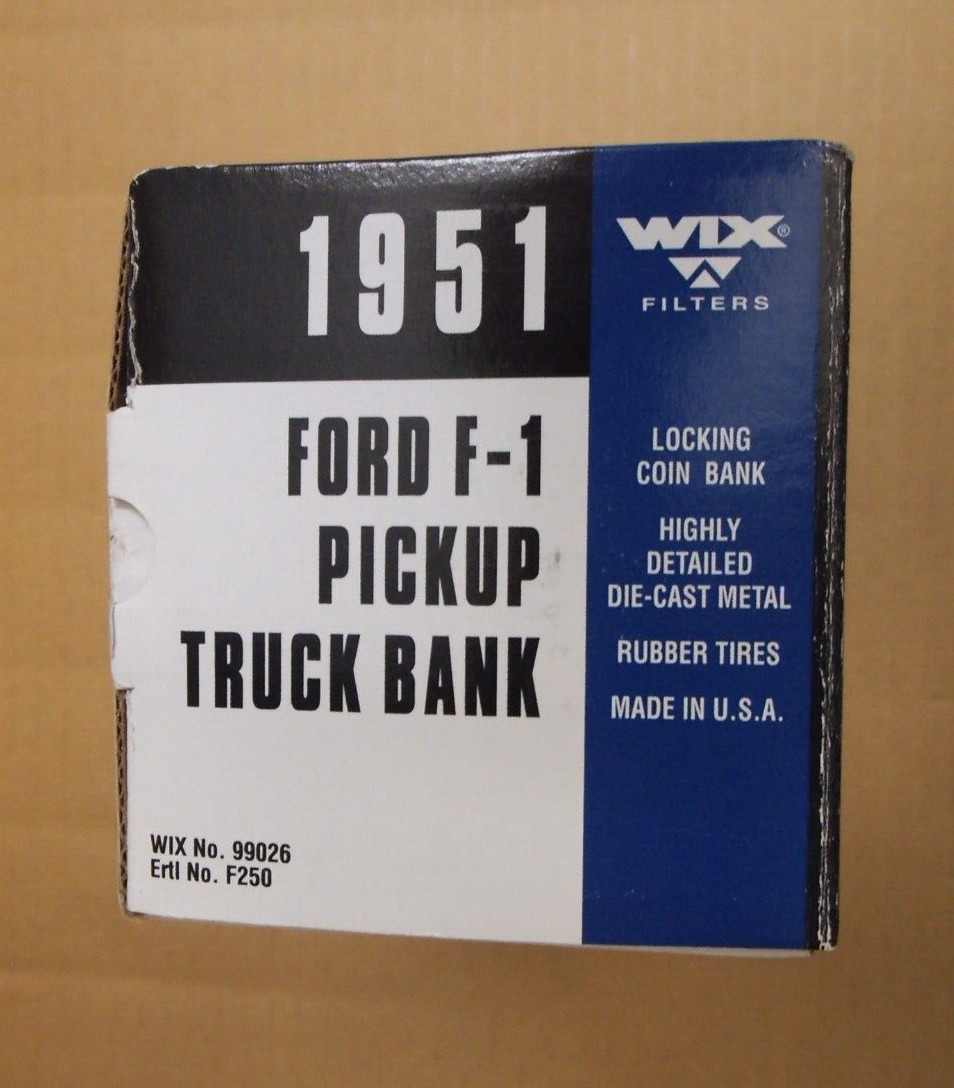 1951
FORD F-1
PICKUP
TRUCK BANK
WIX No. 99026
Ertl No. F250
WIX®
FILTERS
LOCKING
COIN BANK
HIGHLY
DETAILED
DIE-CAST METAL
RUBBER TIRES
MADE IN U.S.A.